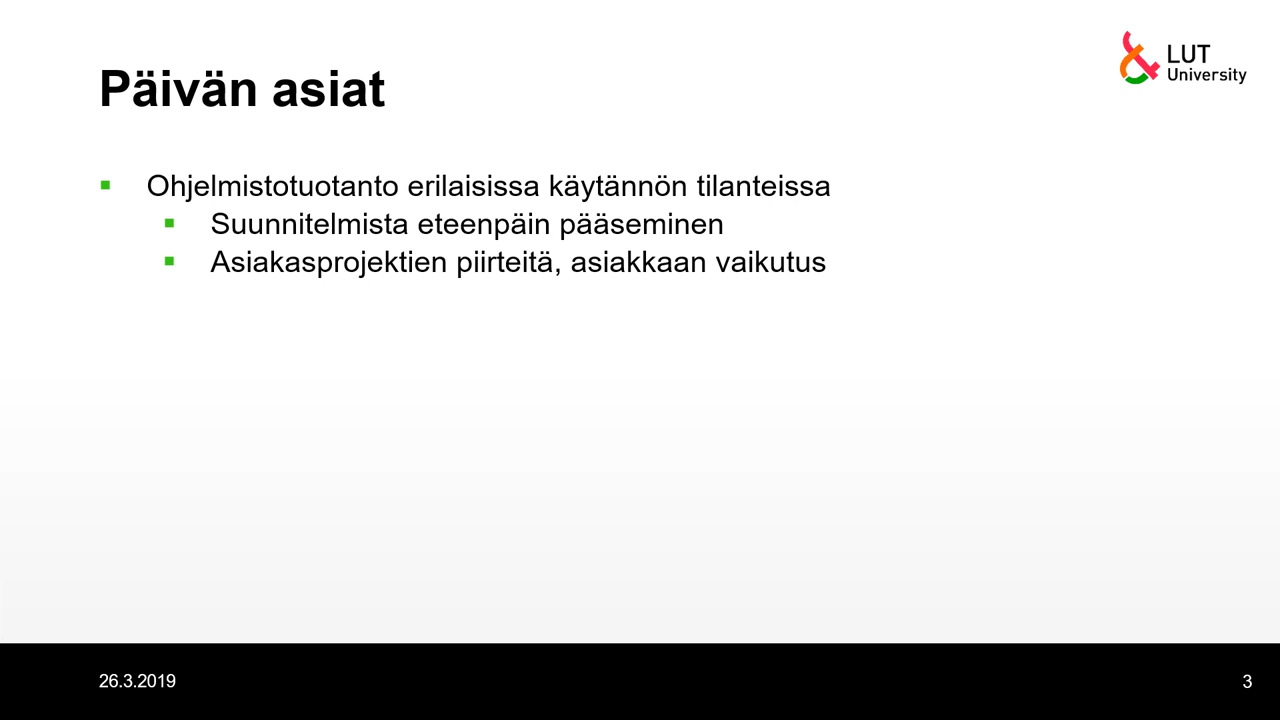 Päivän asiat
LUT
University
Ohjelmistotuotanto erilaisissa käytännön tilanteissa
Suunnitelmista eteenpäin pääseminen
Asiakasprojektien piirteitä, asiakkaan vaikutus
26.3.2019
3